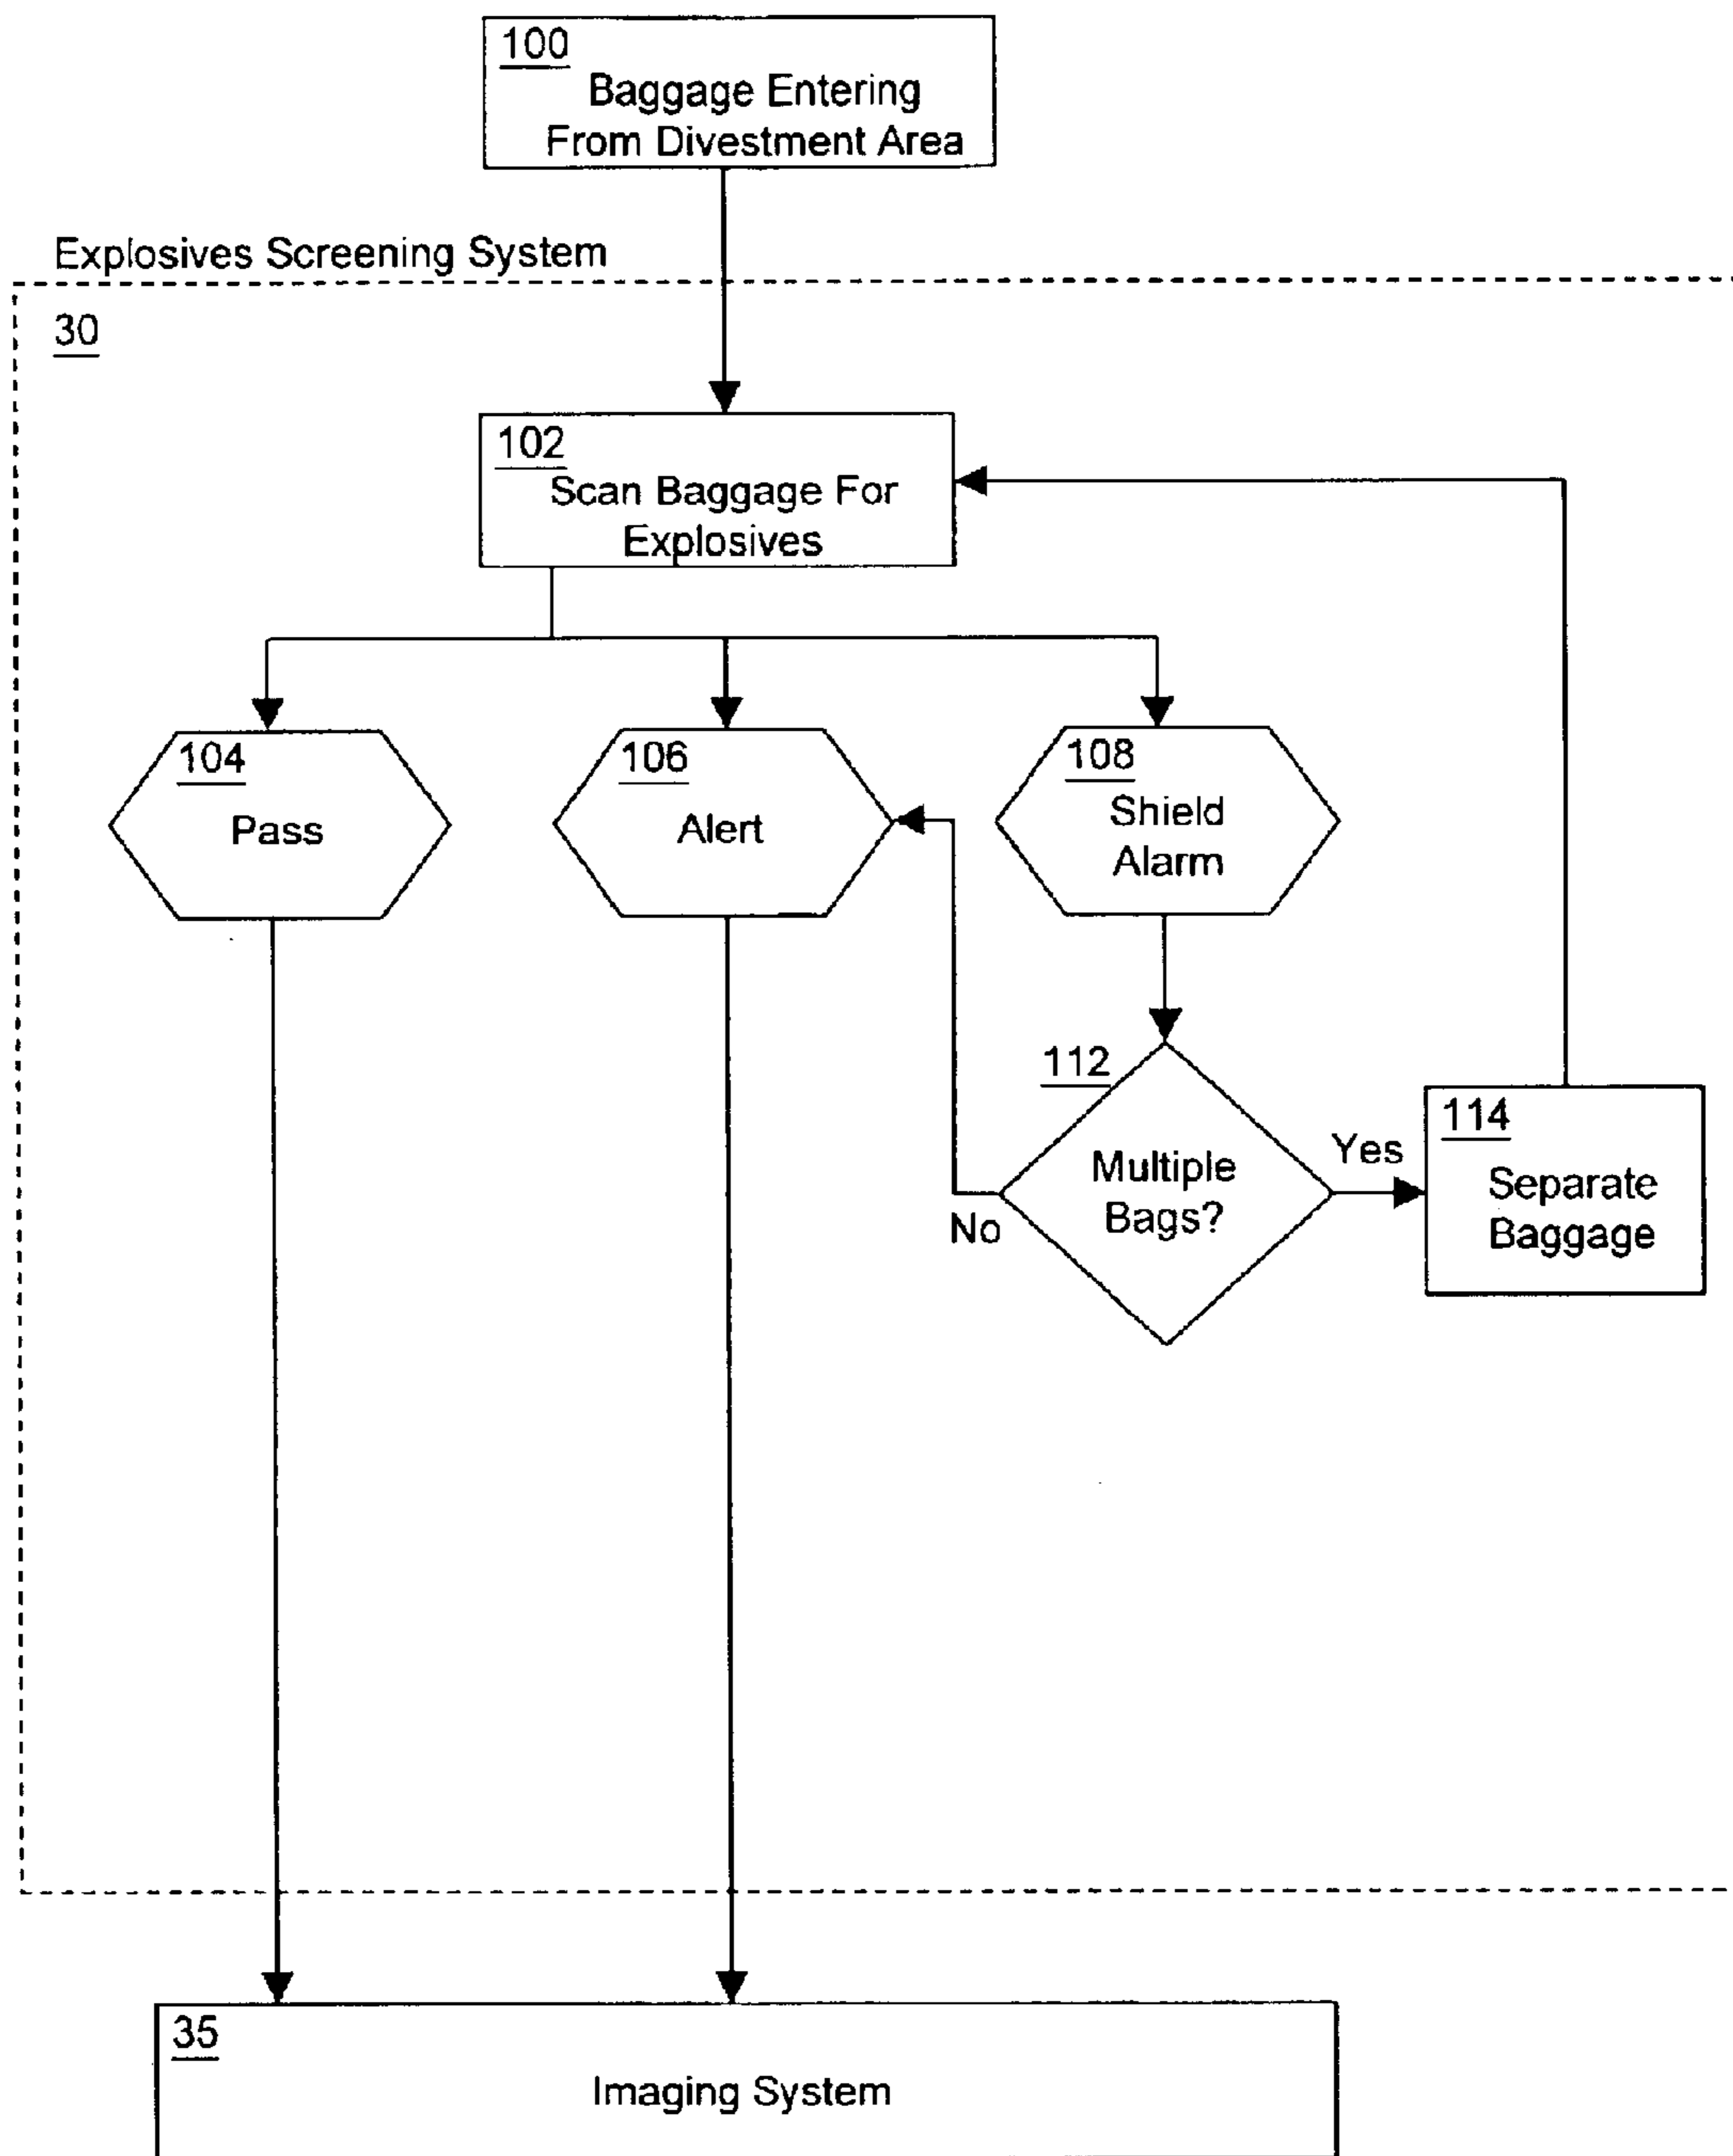 100
Baggage Entering
From Divestment Area
Explosives Screening System
30
102
Scan Baggage For
Explosives
104
Pass
106
Alert
108
Shield
Alarm
112
Multiple
Bags?
Yes
No
114
Separate
Baggage
35
Imaging System